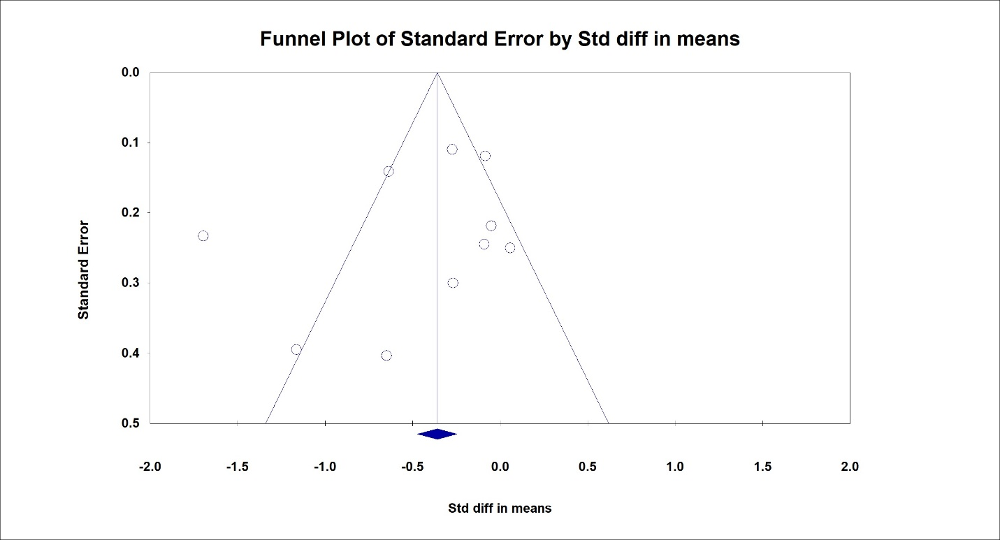 Funnel Plot of Standard Error by Std diff in means
0.0
0.1
0.2
0.3
0.4
0.5
Standard Error
-2.0 -1.5 -1.0 -0.5 0.0 0.5 1.0 1.5 2.0
Std diff in means